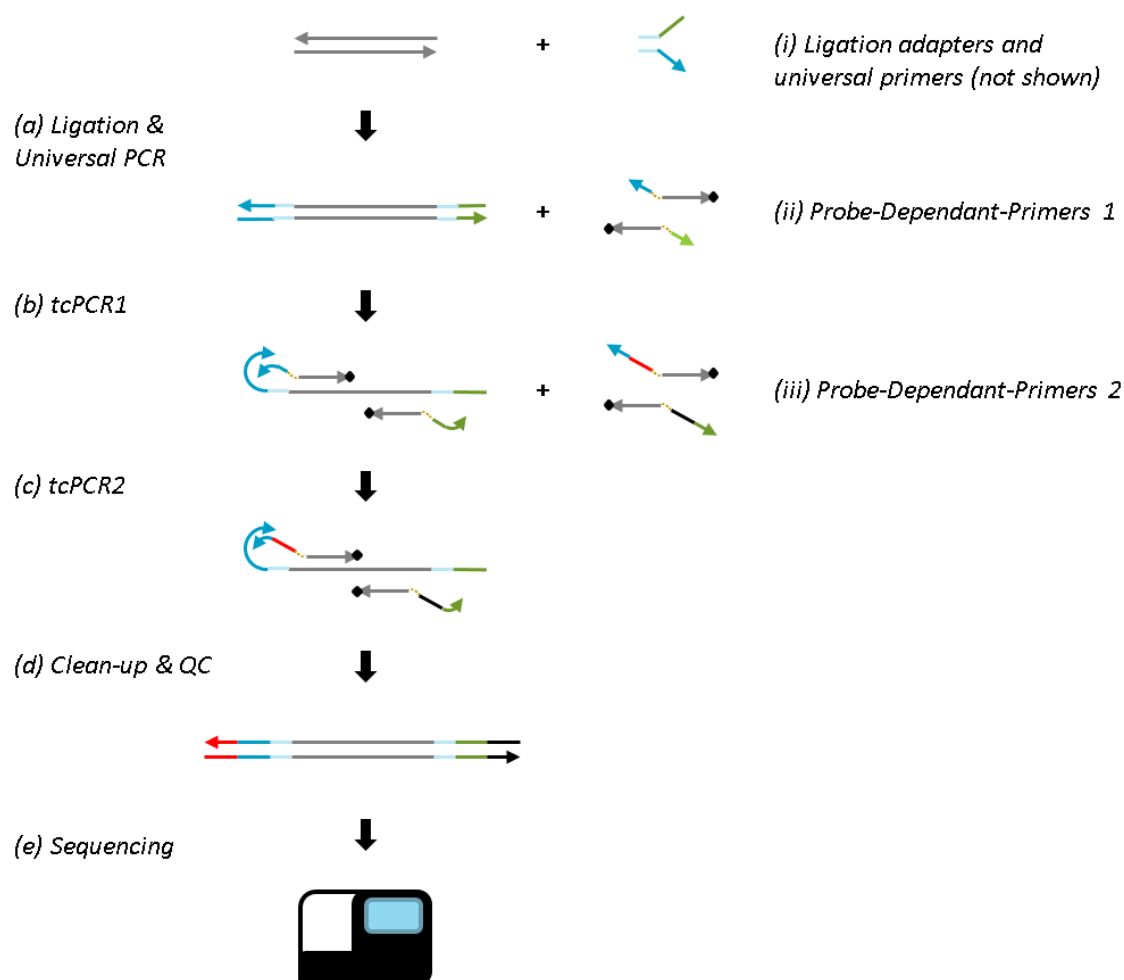 +
(i) Ligation adapters and
universal primers (not shown)
(a) Ligation &
Universal PCR
+
(ii) Probe-Dependant-Primers 1
(b) tcPCR1
+
(iii) Probe-Dependant-Primers 2
(c) tcPCR2
(d) Clean-up & QC
(e) Sequencing